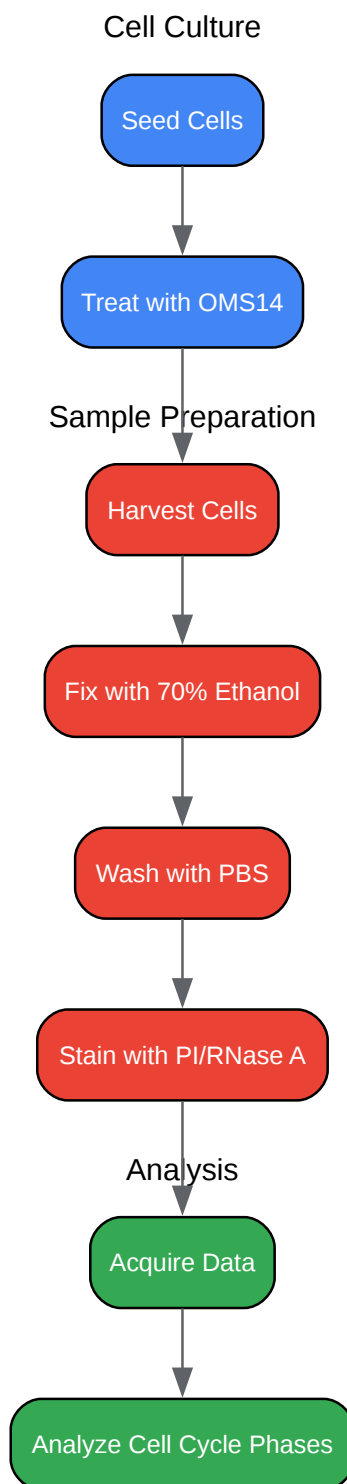 Cell Culture
Seed Cells
Treat with OMS14
Sample Preparation
Harvest Cells
Fix with 70% Ethanol
Wash with PBS
Stain with PI/RNase A
Analysis
Acquire Data
Analyze Cell Cycle Phases